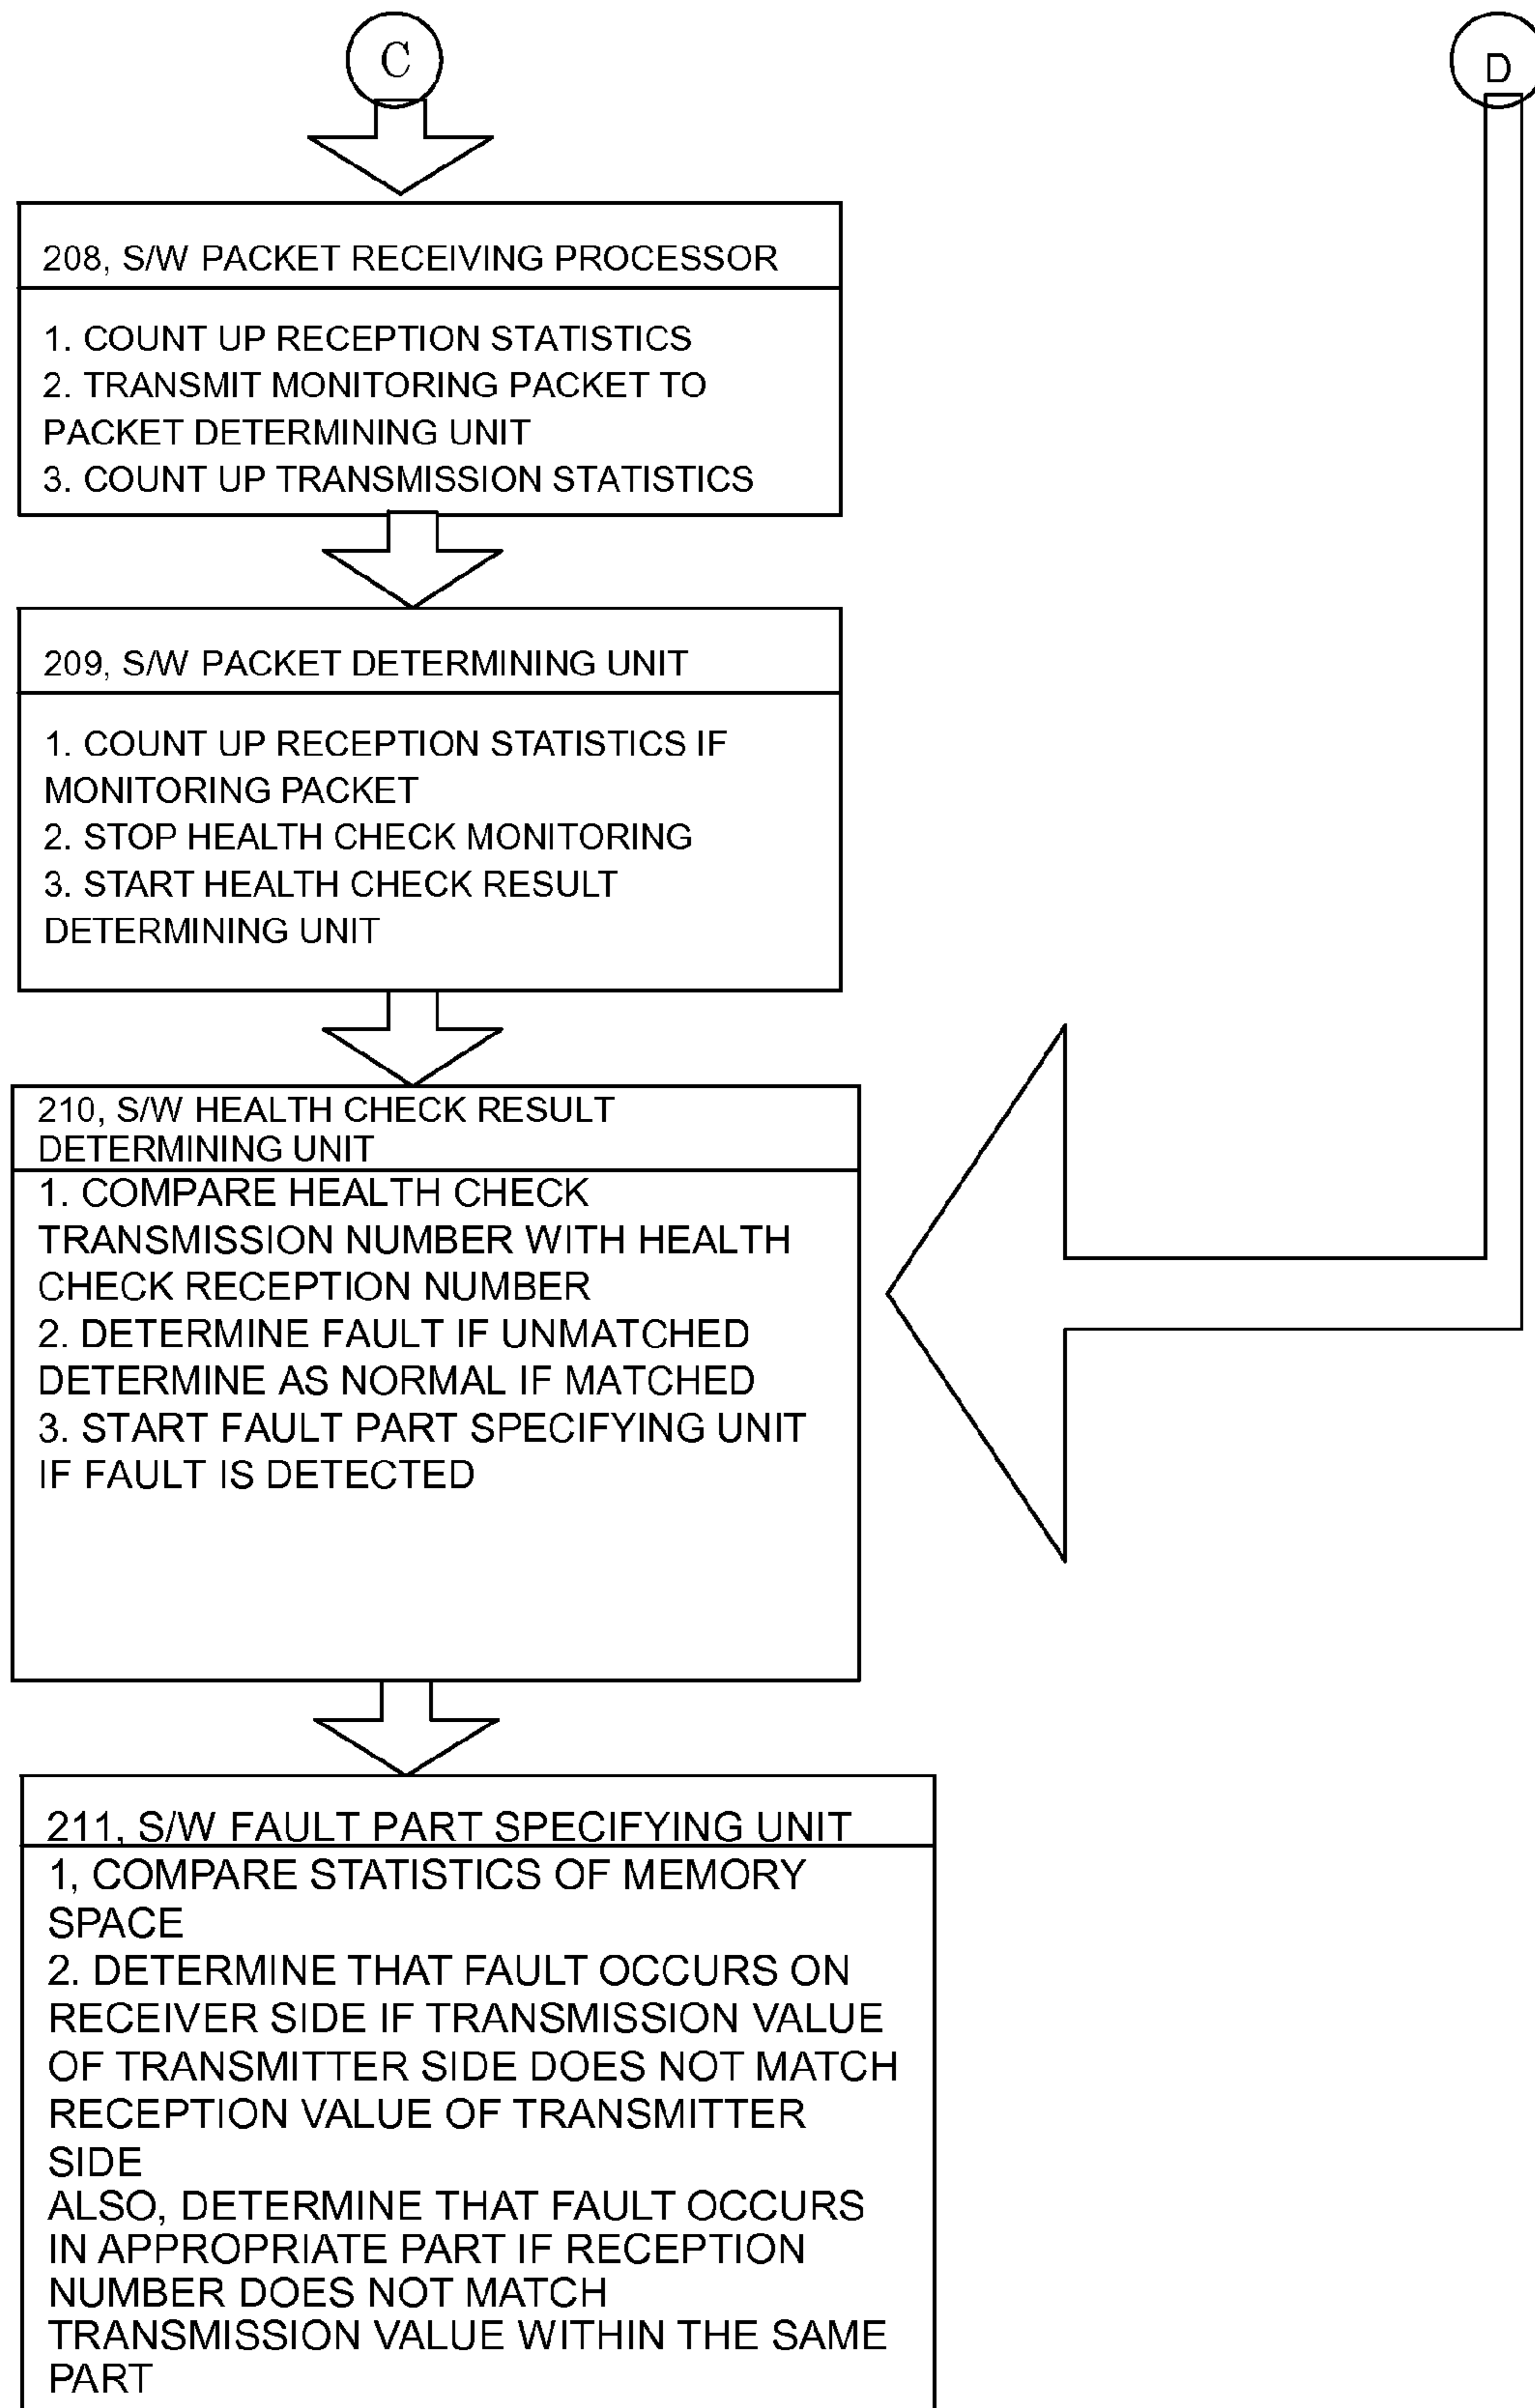 C
D
208, S/W PACKET RECEIVING PROCESSOR
1. COUNT UP RECEPTION STATISTICS
2. TRANSMIT MONITORING PACKET TO
PACKET DETERMINING UNIT
3. COUNT UP TRANSMISSION STATISTICS
209, S/W PACKET DETERMINING UNIT
1. COUNT UP RECEPTION STATISTICS IF
MONITORING PACKET
2. STOP HEALTH CHECK MONITORING
3. START HEALTH CHECK RESULT
DETERMINING UNIT
210, S/W HEALTH CHECK RESULT
DETERMINING UNIT
1. COMPARE HEALTH CHECK
TRANSMISSION NUMBER WITH HEALTH
CHECK RECEPTION NUMBER
2. DETERMINE FAULT IF UNMATCHED
DETERMINE AS NORMAL IF MATCHED
3. START FAULT PART SPECIFYING UNIT
IF FAULT IS DETECTED
211, S/W FAULT PART SPECIFYING UNIT
1, COMPARE STATISTICS OF MEMORY
SPACE
2. DETERMINE THAT FAULT OCCURS ON
RECEIVER SIDE IF TRANSMISSION VALUE
OF TRANSMITTER SIDE DOES NOT MATCH
RECEPTION VALUE OF TRANSMITTER
SIDE
ALSO, DETERMINE THAT FAULT OCCURS
IN APPROPRIATE PART IF RECEPTION
NUMBER DOES NOT MATCH
TRANSMISSION VALUE WITHIN THE SAME
PART